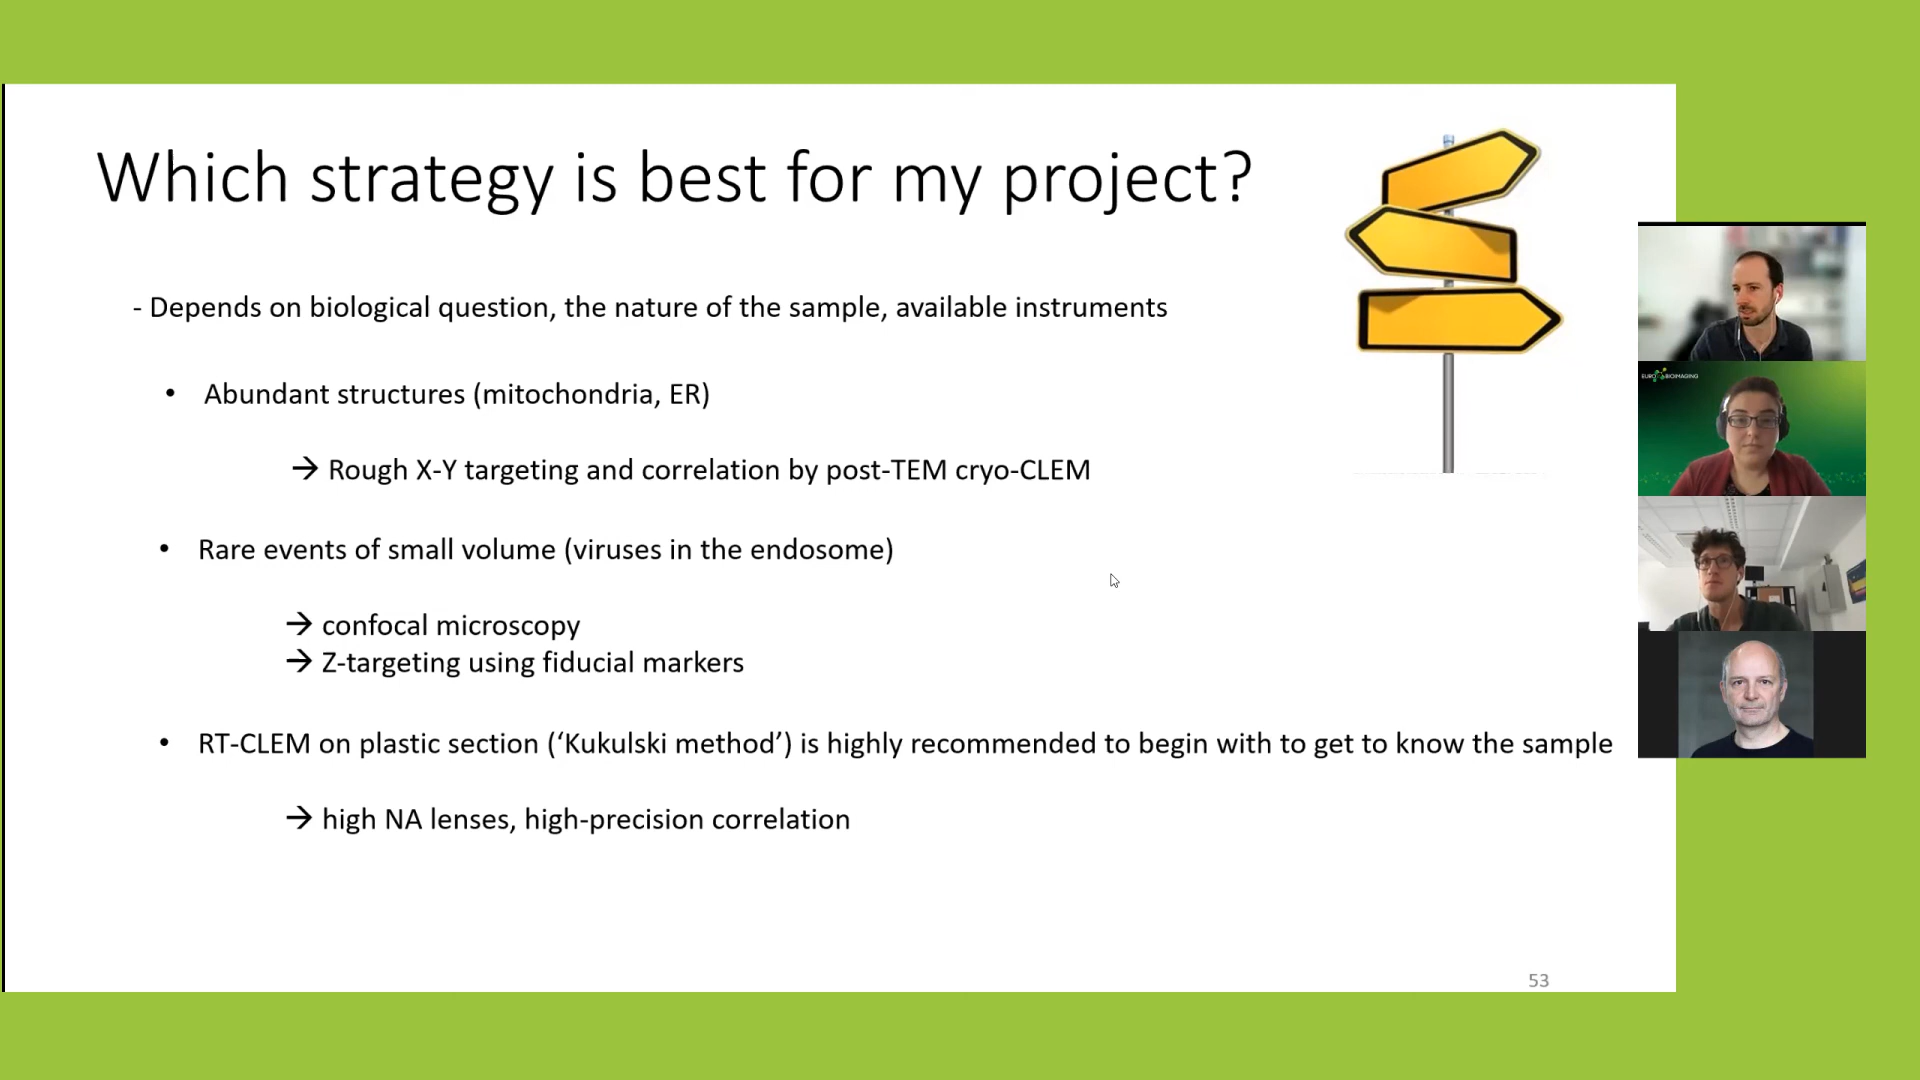 Which strategy is best for my project?
- Depends on biological question, the nature of the sample, available instruments
• Abundant structures (mitochondria, ER)
→ Rough X-Y targeting and correlation by post-TEM cryo-CLEM
• Rare events of small volume (viruses in the endosome)
→ confocal microscopy
→ Z-targeting using fiducial markers
• RT-CLEM on plastic section (‘Kukulski method’) is highly recommended to begin with to get to know the sample
→ high NA lenses, high-precision correlation
53
EURO BIOIMAGING